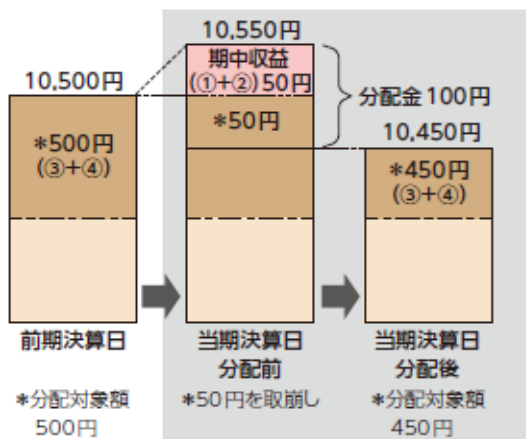 10,550円
期中収益
(①+②)50円
10,500円
分配金100円
*50円
10,450円
*500円
(③+④)
*450円
(③+④)
前期決算日
当期決算日
分配前
当期決算日
分配後
*分配対象額
500円
*50円を取崩し
*分配対象額
450円